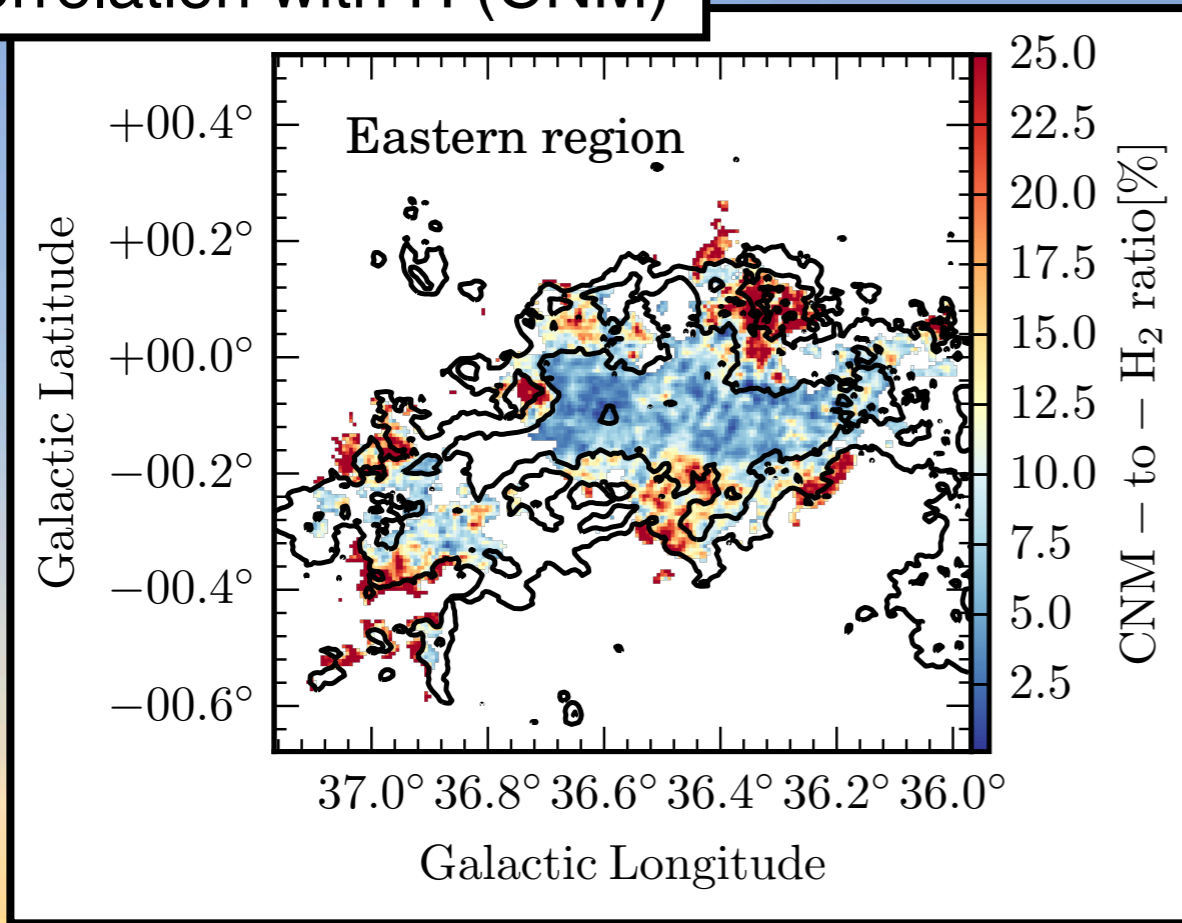 with H (CNM)
Eastern region
+00.4°
+00.2°
+00.0°
−00.2°
−00.4°
−00.6°
Galactic Latitude
37.0° 36.8° 36.6° 36.4° 36.2° 36.0°
Galactic Longitude
25.0
22.5
20.0
17.5
15.0
12.5
10.0
7.5
5.0
2.5
CNM − to − H₂ ratio[%]